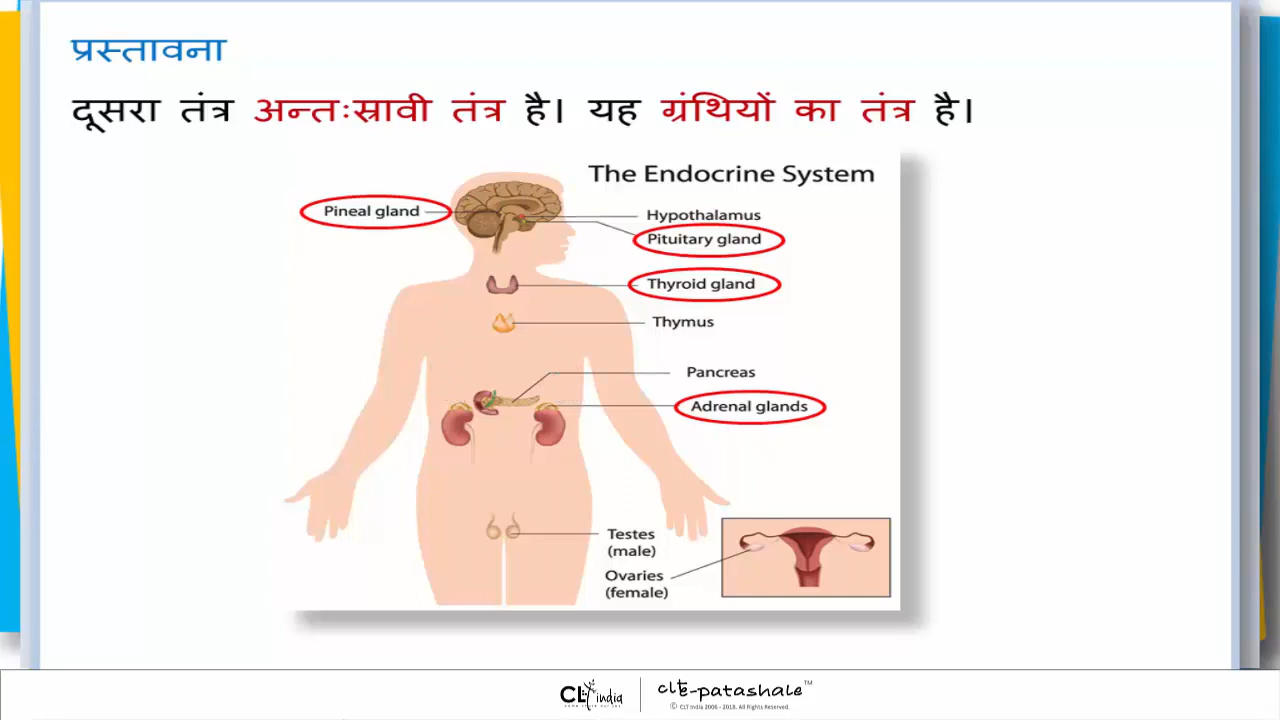 प्रस्तावना
दूसरा तंत्र अन्तःस्रावी तंत्र है। यह ग्रंथियों का तंत्र है।
The Endocrine System
Pineal gland
Hypothalamus
Pituitary gland
Thyroid gland
Thymus
Pancreas
Adrenal glands
Testes
(male)
Ovaries
(female)
CLT india
clt e-patashale™
© CLT India 2006 - 2018. All Rights Reserved.